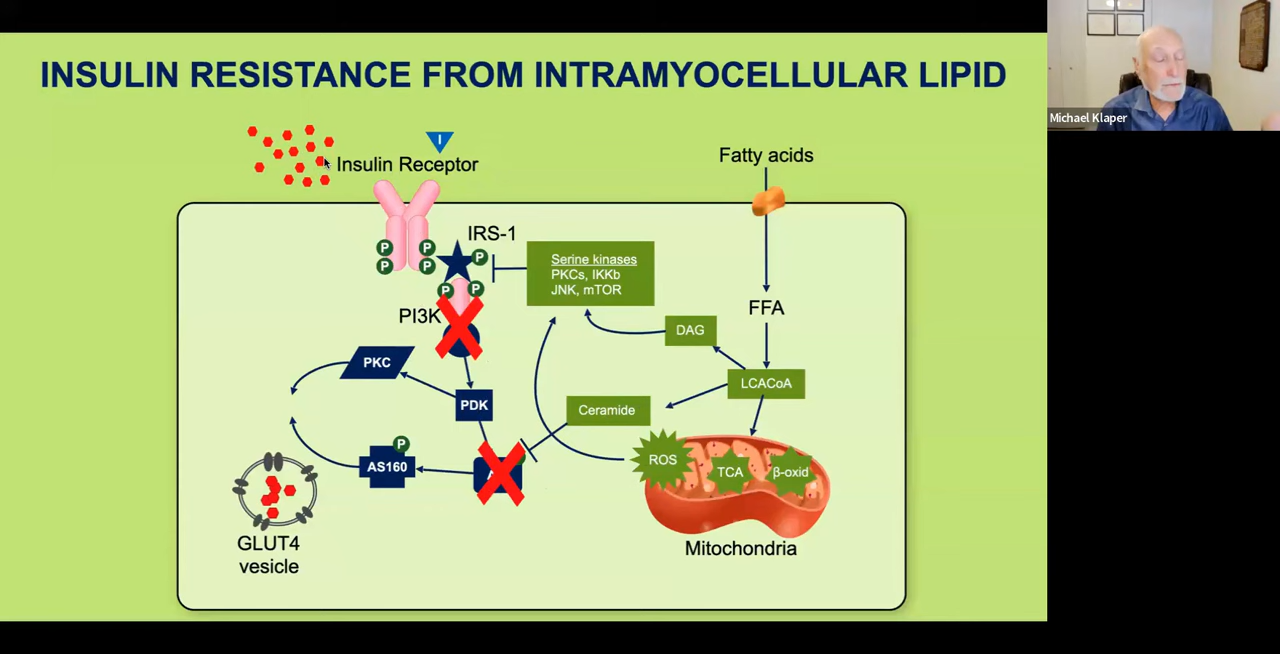 INSULIN RESISTANCE FROM INTRAMYOCELLULAR LIPID
Michael Klaper
I
Insulin Receptor
Fatty acids
IRS-1
P
P
P
P
P
P
P
Serine kinases
PKCs, IKKb
JNK, mTOR
PI3K
FFA
DAG
PKC
LCACoA
PDK
Ceramide
P
AS160
ROS
TCA
β-oxid
GLUT4
vesicle
Mitochondria